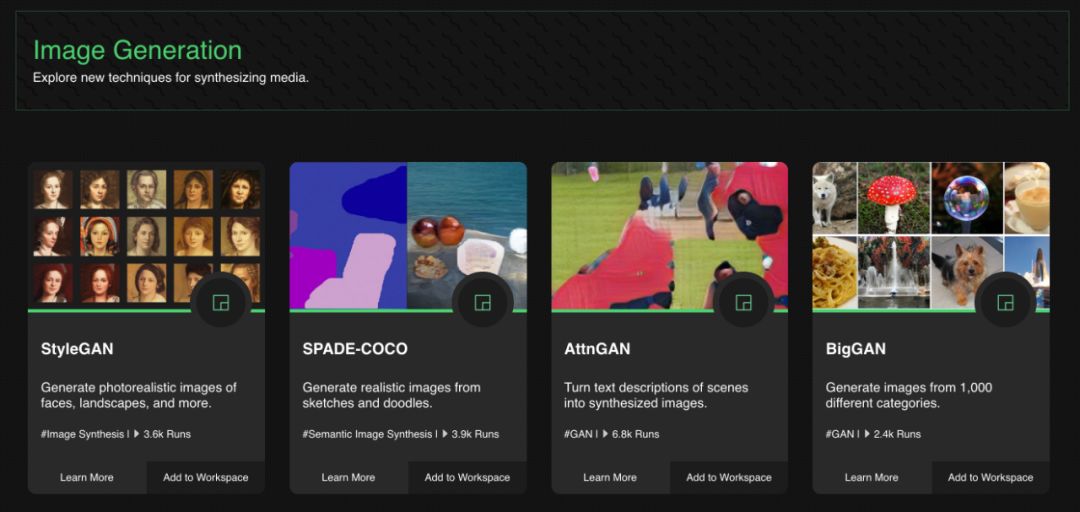 Image Generation
Explore new techniques for synthesizing media.
StyleGAN
Generate photorealistic images of
faces, landscapes, and more.
#Image Synthesis | 3.6k Runs
Learn More
Add to Workspace
SPADE-COCO
Generate realistic images from
sketches and doodles.
#Semantic Image Synthesis | 3.9k Runs
Learn More
Add to Workspace
AttnGAN
Turn text descriptions of scenes
into synthesized images.
#GAN | 6.8k Runs
Learn More
Add to Workspace
BigGAN
Generate images from 1,000
different categories.
#GAN | 2.4k Runs
Learn More
Add to Workspace